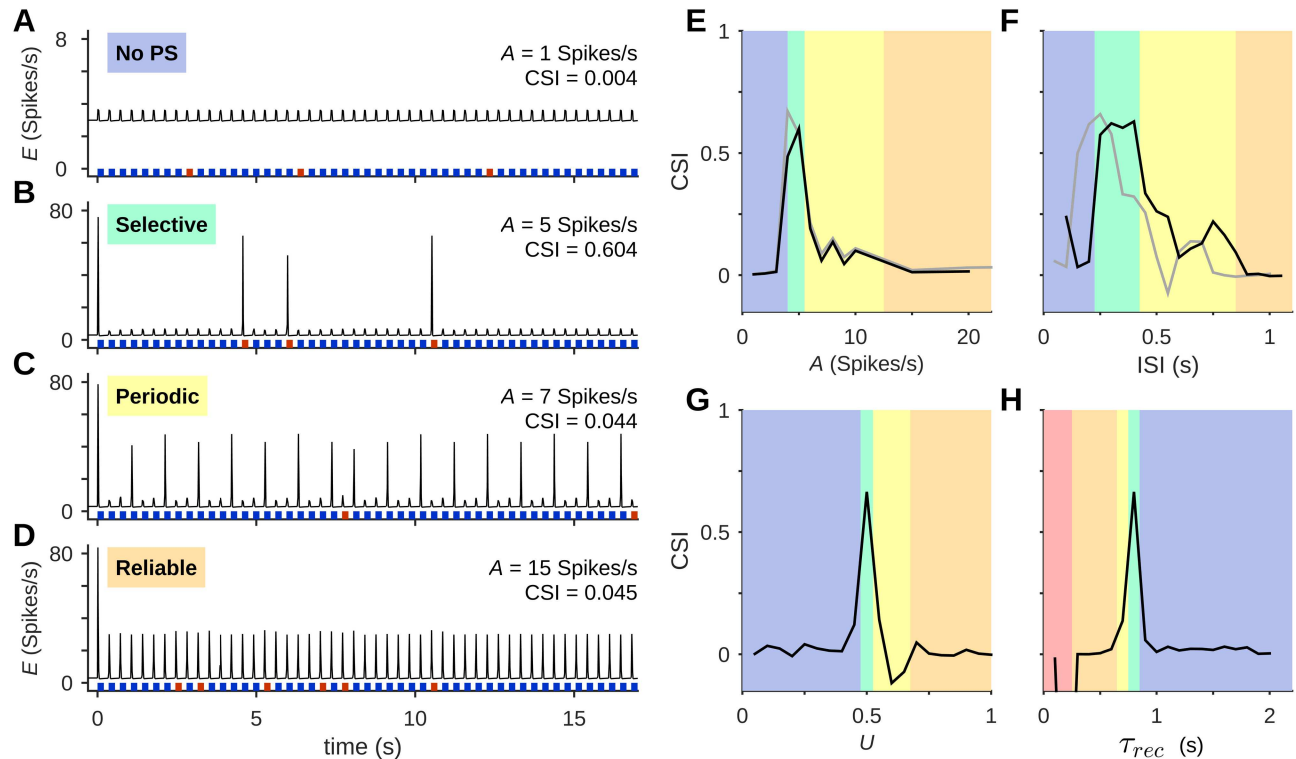 A
8
0
E (Spikes/s)
No PS
A = 1 Spikes/s
CSI = 0.004
B
80
0
Selective
A = 5 Spikes/s
CSI = 0.604
C
80
0
Periodic
A = 7 Spikes/s
CSI = 0.044
D
80
0
E (Spikes/s)
Reliable
A = 15 Spikes/s
CSI = 0.045
0 5 10 15
time (s)
E
1
0.5
0
CSI
0 10 20
A (Spikes/s)
F
0 0.5 1
ISI (s)
G
1
0.5
0
CSI
0 0.5 1
U
H
0 1 2
τrec (s)